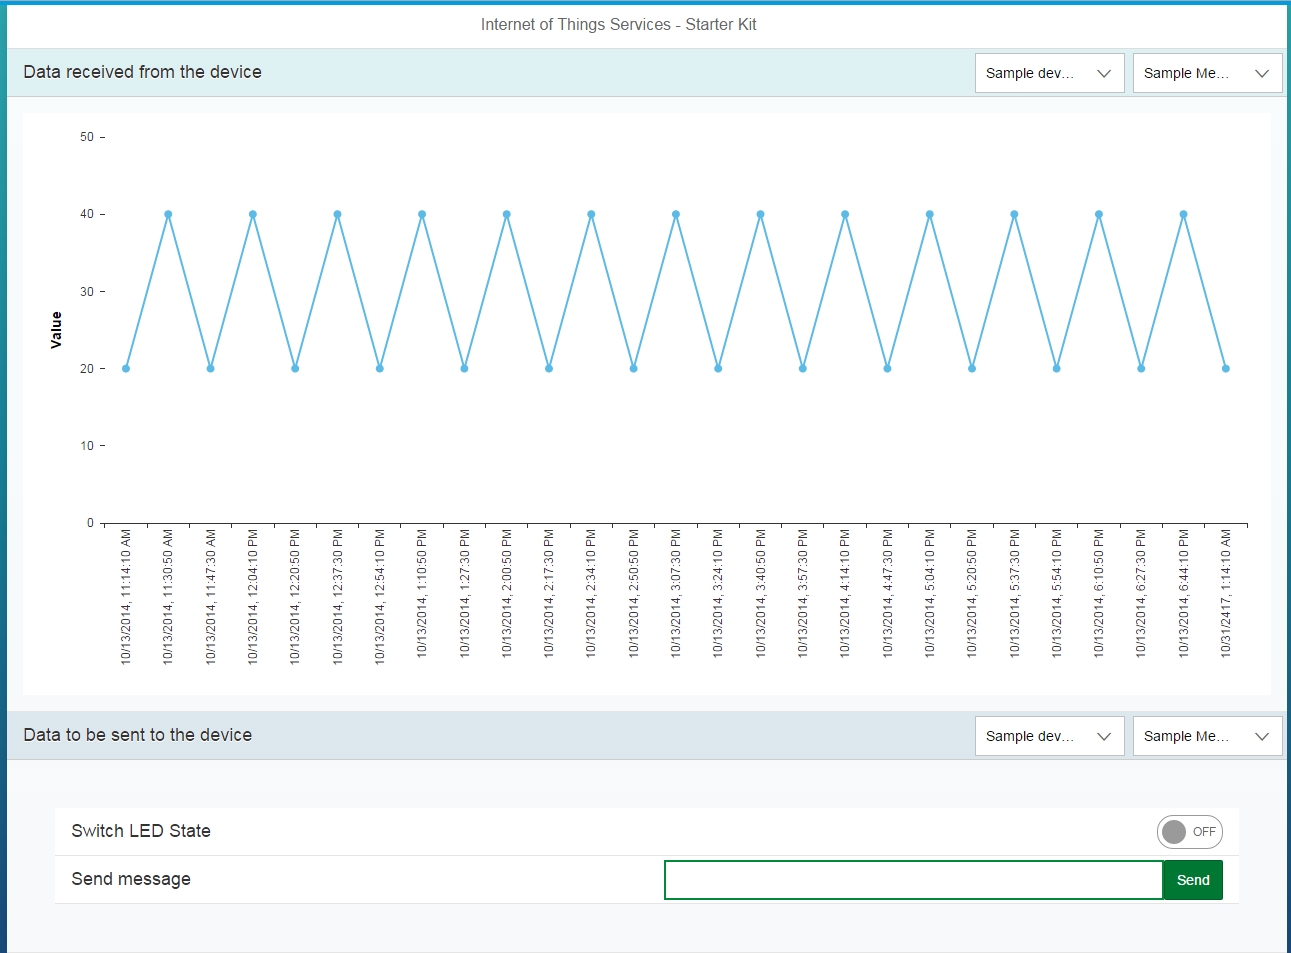 Internet of Things Services - Starter Kit
Data received from the device
Sample dev...
Sample Me...
50
40
30
20
10
0
Value
10/13/2014, 11:14:10 AM
10/13/2014, 11:30:50 AM
10/13/2014, 11:47:30 AM
10/13/2014, 12:04:10 PM
10/13/2014, 12:20:50 PM
10/13/2014, 12:37:30 PM
10/13/2014, 12:54:10 PM
10/13/2014, 1:10:50 PM
10/13/2014, 1:27:30 PM
10/13/2014, 2:00:50 PM
10/13/2014, 2:17:30 PM
10/13/2014, 2:34:10 PM
10/13/2014, 2:50:50 PM
10/13/2014, 3:07:30 PM
10/13/2014, 3:24:10 PM
10/13/2014, 3:40:50 PM
10/13/2014, 3:57:30 PM
10/13/2014, 4:14:10 PM
10/13/2014, 4:47:30 PM
10/13/2014, 5:04:10 PM
10/13/2014, 5:20:50 PM
10/13/2014, 5:37:30 PM
10/13/2014, 5:54:10 PM
10/13/2014, 6:10:50 PM
10/13/2014, 6:27:30 PM
10/13/2014, 6:44:10 PM
10/31/2417, 1:14:10 AM
Data to be sent to the device
Sample dev...
Sample Me...
Switch LED State
OFF
Send message
Send